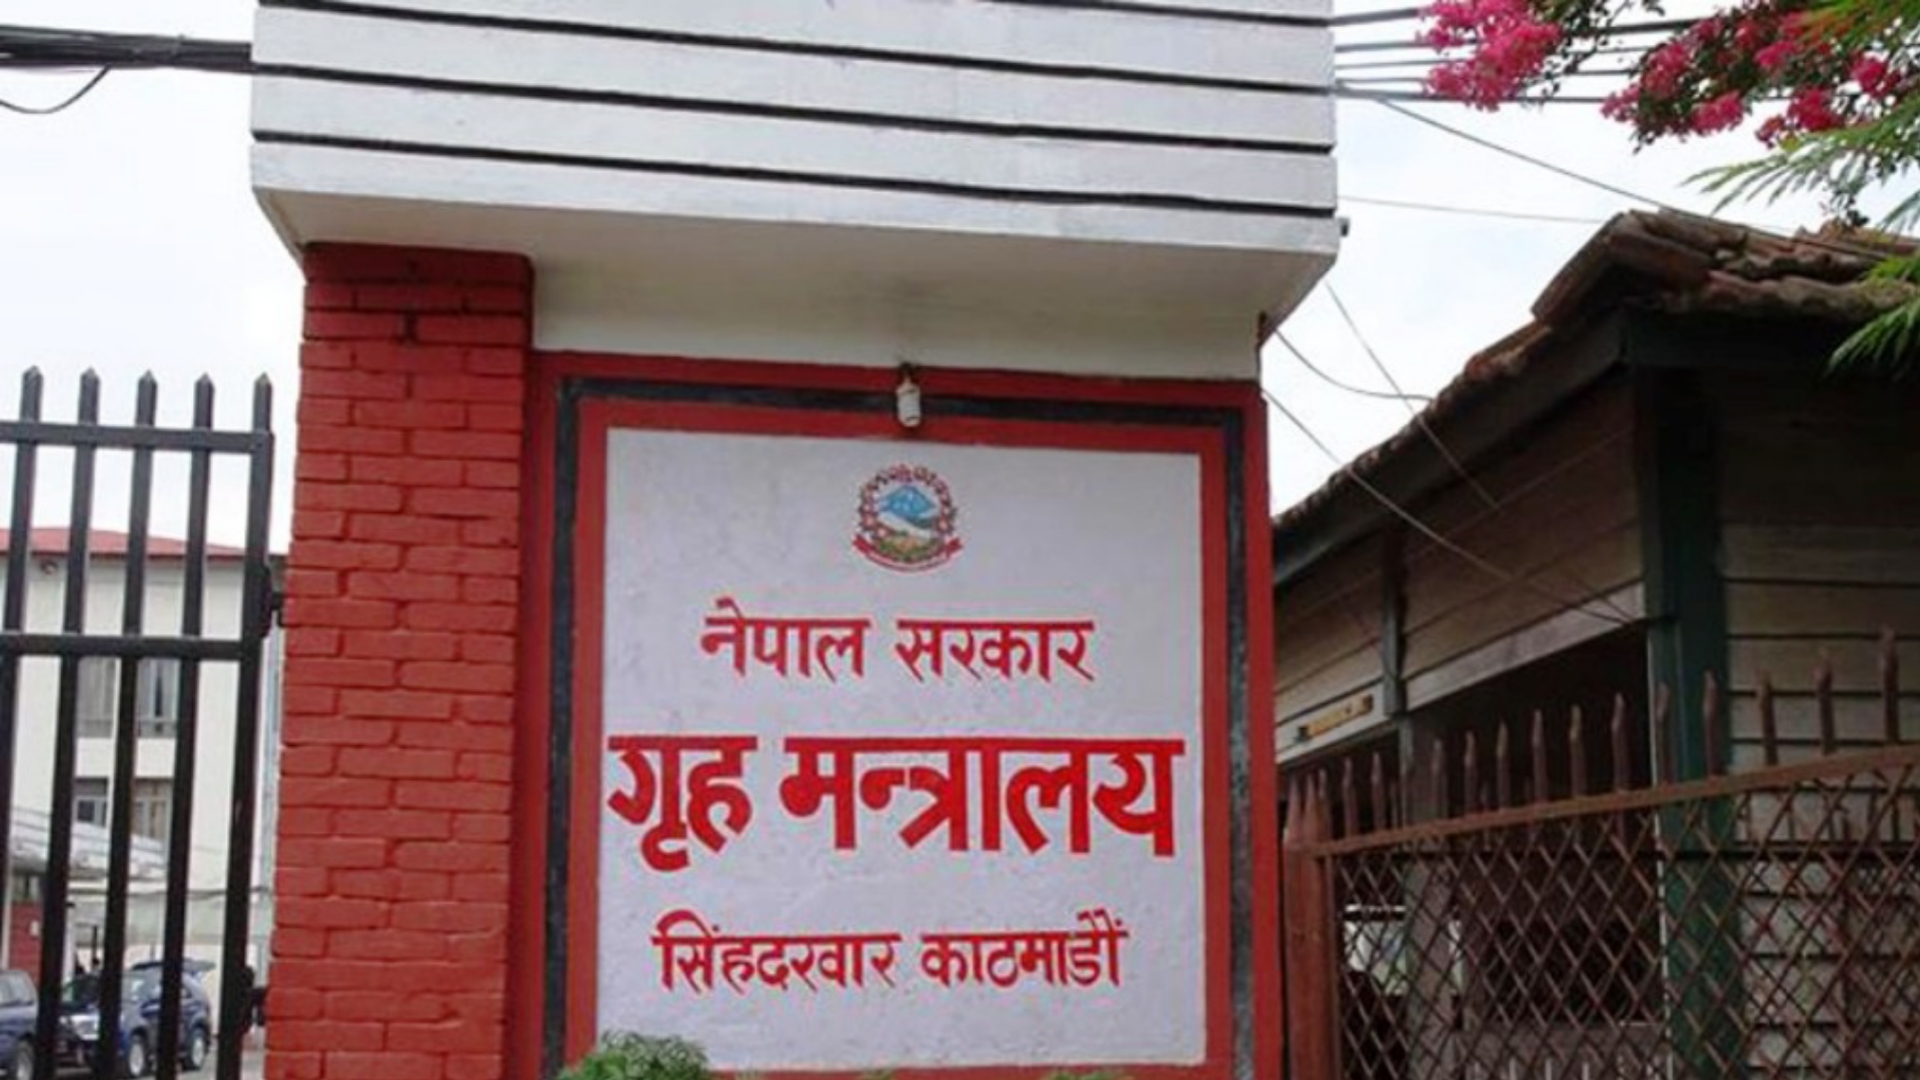 नेपाल सरकार
गृह मन्त्रालय
सिंहदरवार काठमाडौं